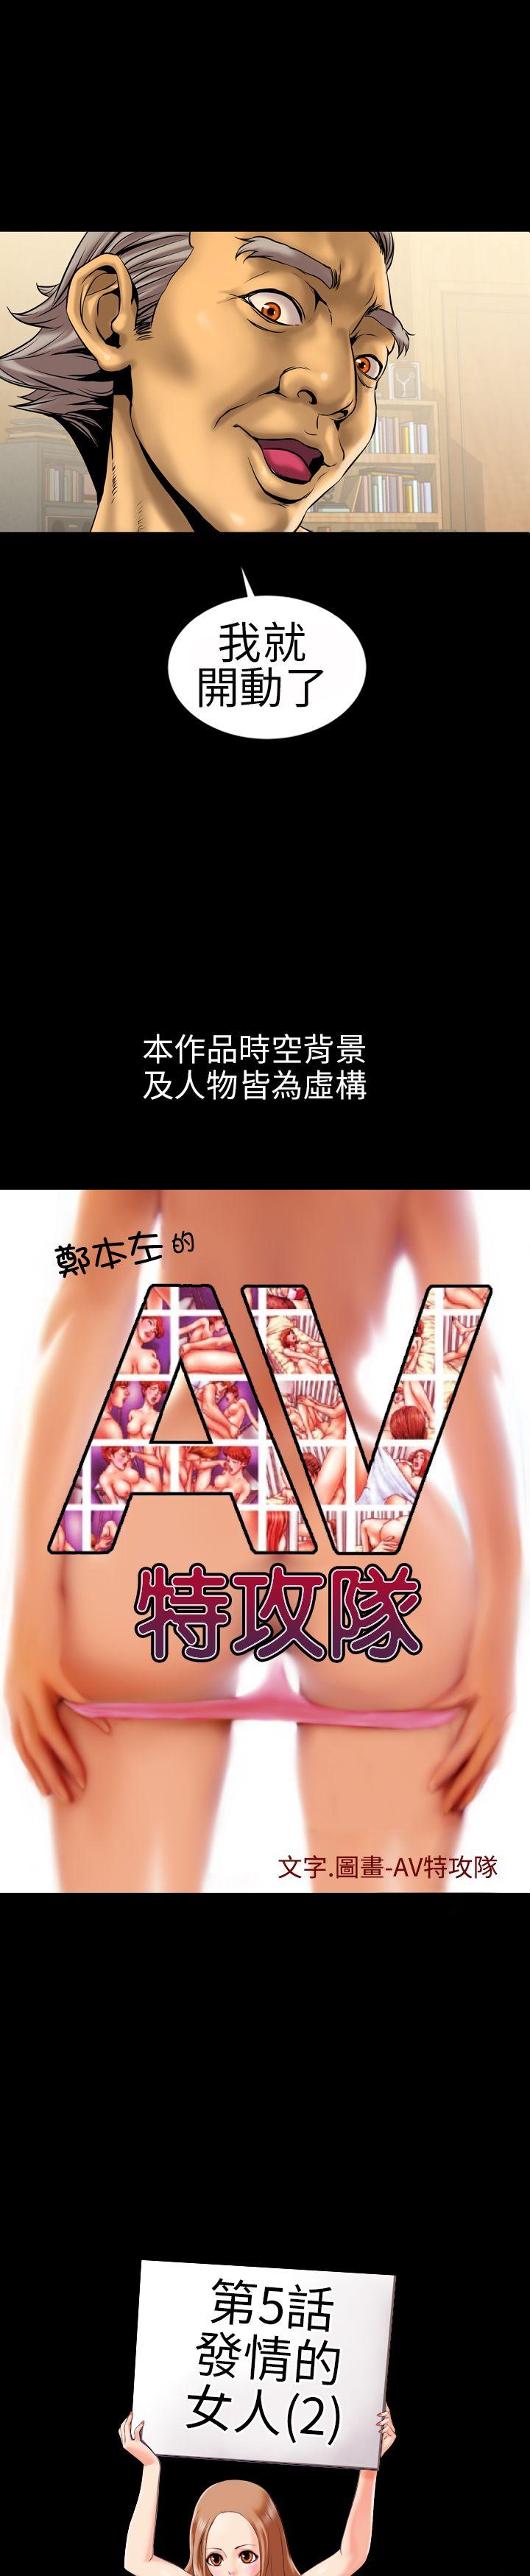 我就
開動了
本作品時空背景
及人物皆為虛構
鄭本左的
AV
特攻隊
文字.圖畫-AV特攻隊
第5話
發情的
女人(2)